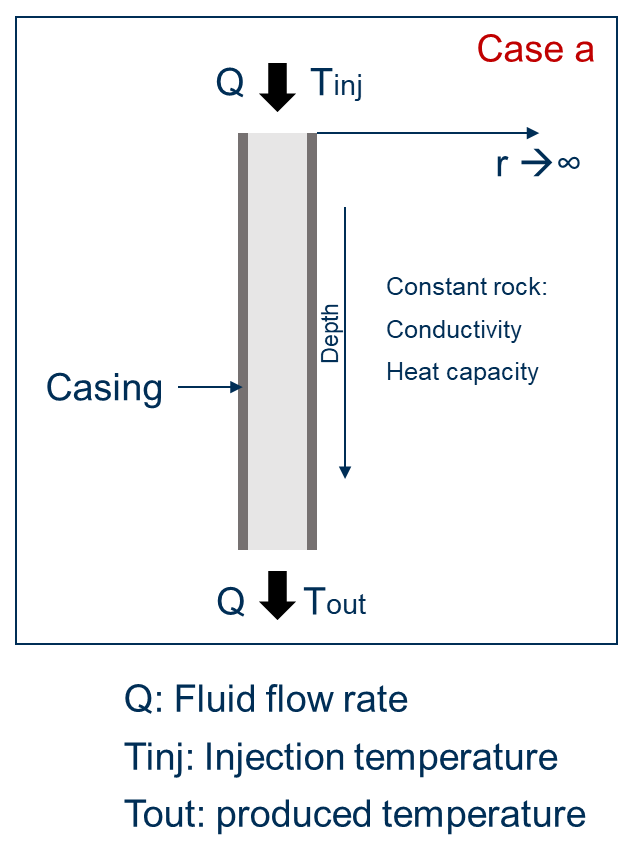 Case a
Q Tinj
r → ∞
Constant rock:
Depth
Conductivity
Heat capacity
Casing
Q Tout
Q: Fluid flow rate
Tinj: Injection temperature
Tout: produced temperature